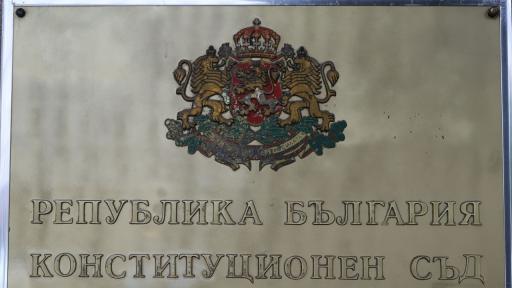 РЕПУБЛИКА БЪЛГАРИЯ
КОНСТИТУЦИОНЕН СЪД